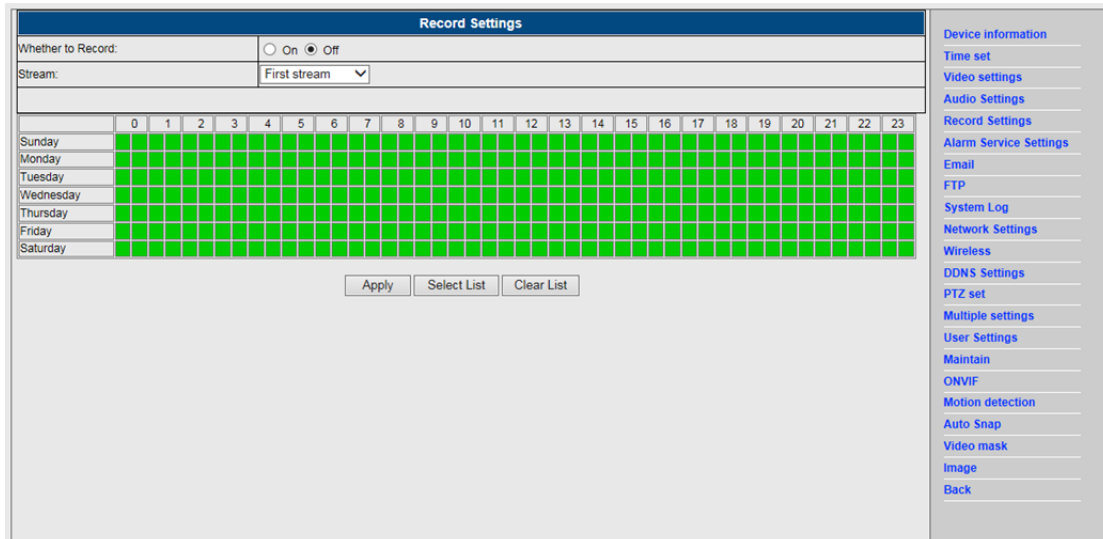 Record Settings
Whether to Record: On Off
Stream: First stream
0 1 2 3 4 5 6 7 8 9 10 11 12 13 14 15 16 17 18 19 20 21 22 23
Sunday
Monday
Tuesday
Wednesday
Thursday
Friday
Saturday
Apply Select List Clear List
Device information
Time set
Video settings
Audio Settings
Record Settings
Alarm Service Settings
Email
FTP
System Log
Network Settings
Wireless
DDNS Settings
PTZ set
Multiple settings
User Settings
Maintain
ONVIF
Motion detection
Auto Snap
Video mask
Image
Back